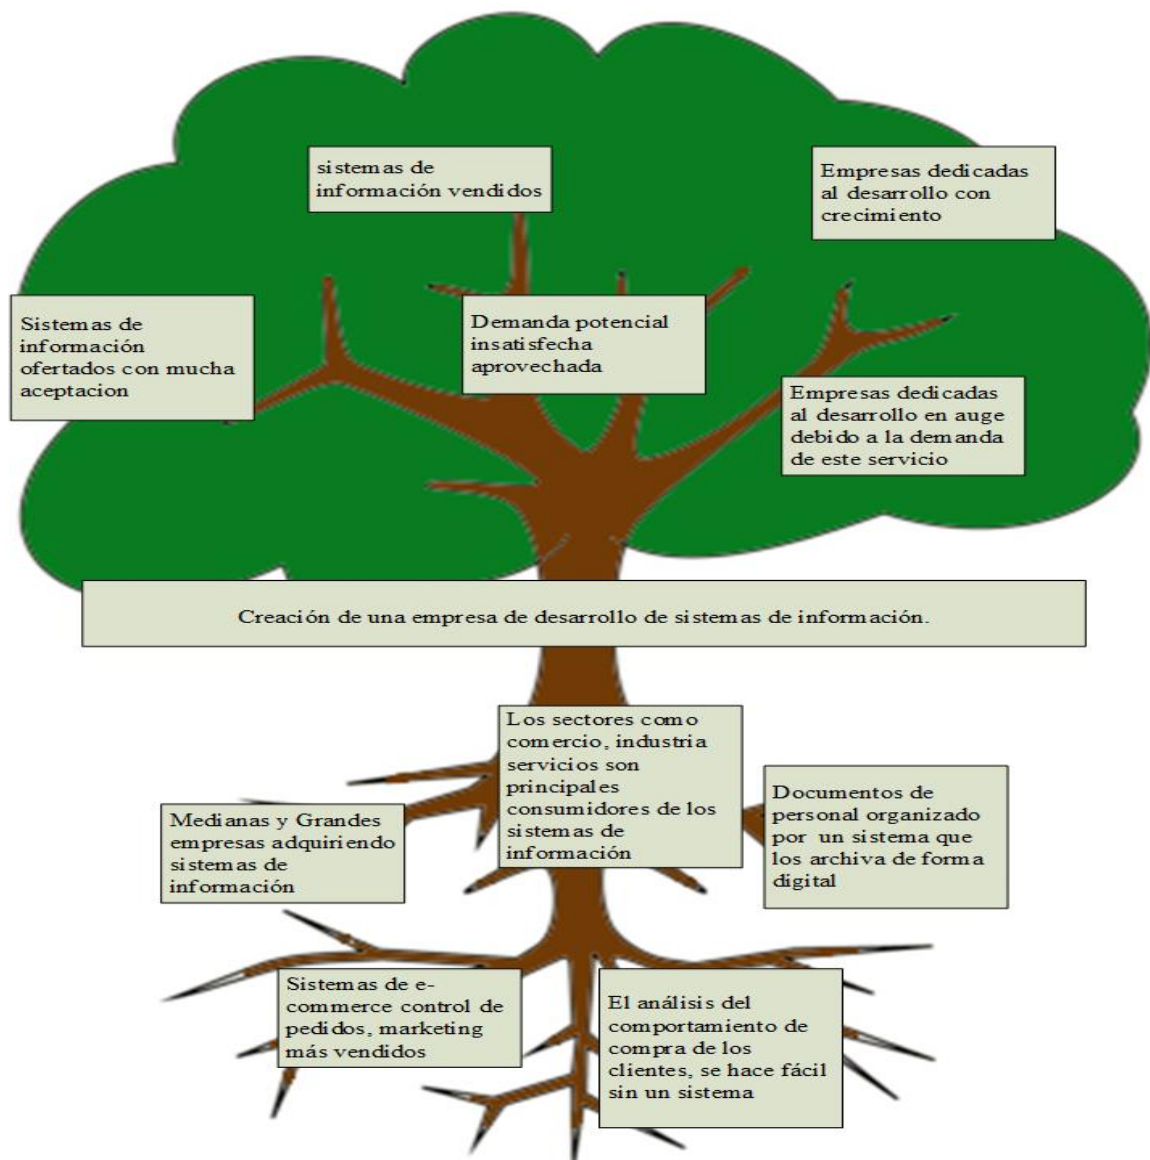 sistemas de
información vendidos
Empresas dedicadas
al desarrollo con
crecimiento
Sistemas de
información
ofertados con mucha
aceptacion
Demanda potencial
insatisfecha
aprovechada
Empresas dedicadas
al desarrollo en auge
debido a la demanda
de este servicio
Creación de una empresa de desarrollo de sistemas de información.
Los sectores como
comercio, industria
servicios son
principales
consumidores de los
sistemas de
información
Medianas y Grandes
empresas adquiriendo
sistemas de
información
Documentos de
personal organizado
por un sistema que
los archiva de forma
digital
Sistemas de e-
commerce control de
pedidos, marketing
más vendidos
El análisis del
comportamiento de
compra de los
clientes, se hace fácil
sin un sistema